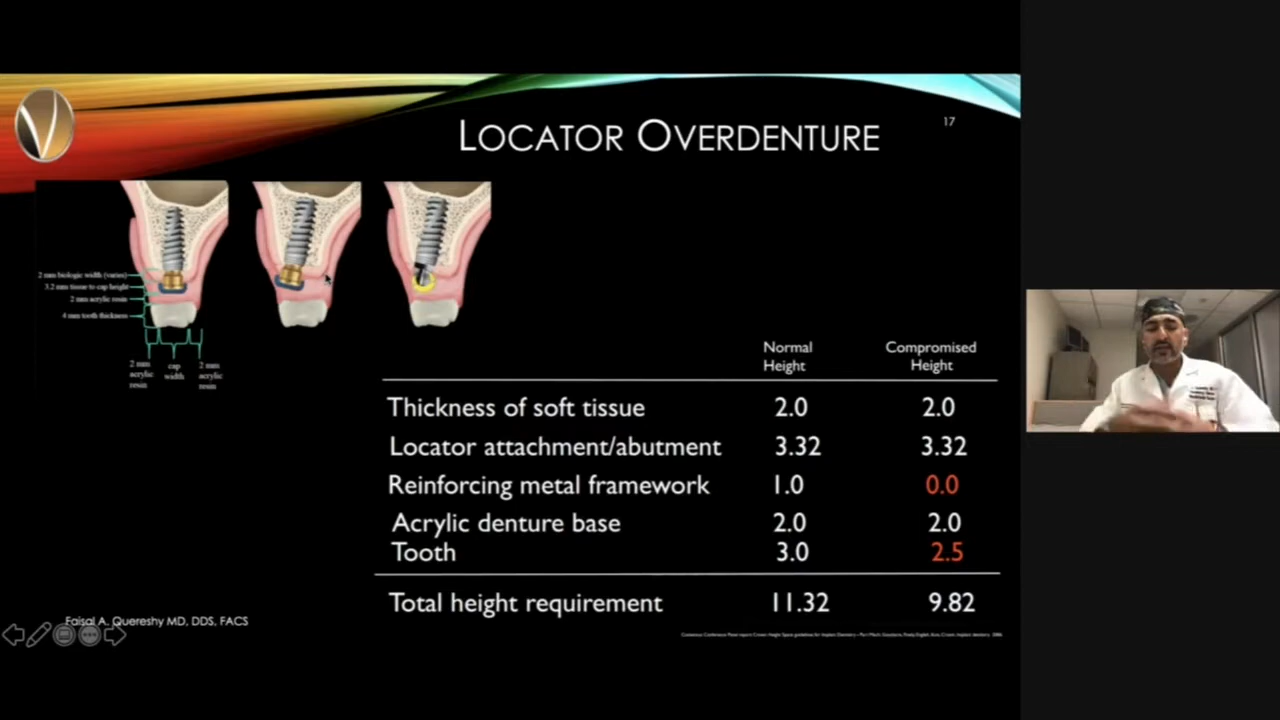 LOCATOR OVERDENTURE
17
2 mm biologic width (varies)
3.2 mm tissue to cap height
2 mm acrylic resin
4 mm tooth thickness
2 mm
acrylic
resin
cap
width
2 mm
acrylic
resin
Normal
Height
Compromised
Height
Thickness of soft tissue 2.0 2.0
Locator attachment/abutment 3.32 3.32
Reinforcing metal framework 1.0 0.0
Acrylic denture base 2.0 2.0
Tooth 3.0 2.5
Total height requirement 11.32 9.82
Faisal A. Quereshy MD, DDS, FACS